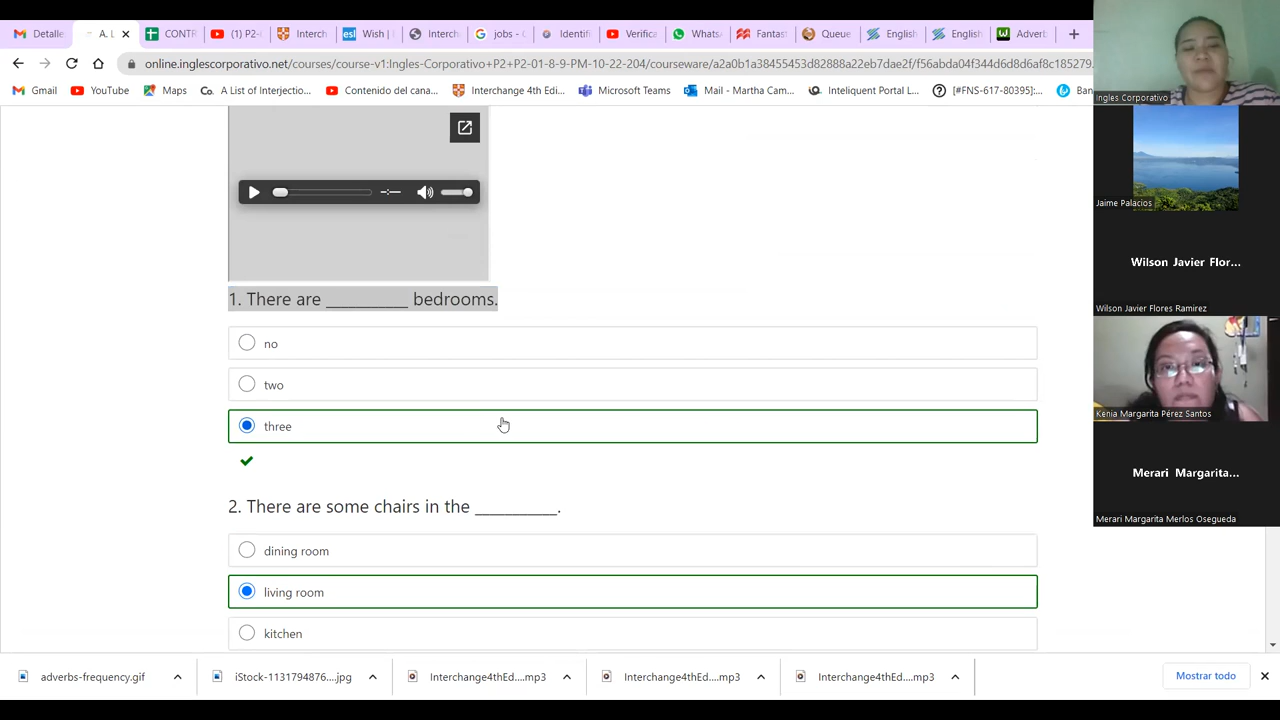 Detalle
A. L
CONTR
(1) P2-
Interch
Wish |
Interch
jobs - G
Identifi
Verifica
Whats
Fantas
Queue
English
English
Adverb
online.inglescorporativo.net/courses/course-v1:Ingles-Corporativo+P2+P2-01-8-9-PM-10-22-204/courseware/a2a0b1a38455453d82888a22eb7dae2f/f56abda04f344d6d8d6af8c185279
Gmail
YouTube
Maps
A List of Interjectio...
Contenido del cana...
Interchange 4th Edi...
Microsoft Teams
Mail - Martha Cam...
Inteliquent Portal L...
[#FNS-617-80395]:...
Ban
Ingles Corporativo
Jaime Palacios
Wilson Javier Flor...
Wilson Javier Flores Ramirez
Kenia Margarita Pérez Santos
Merari Margarita...
Merari Margarita Merlos Osegueda
1. There are __________ bedrooms.
no
two
three
2. There are some chairs in the __________.
dining room
living room
kitchen
adverbs-frequency.gif
iStock-1131794876....jpg
Interchange4thEd....mp3
Interchange4thEd....mp3
Interchange4thEd....mp3
Mostrar todo